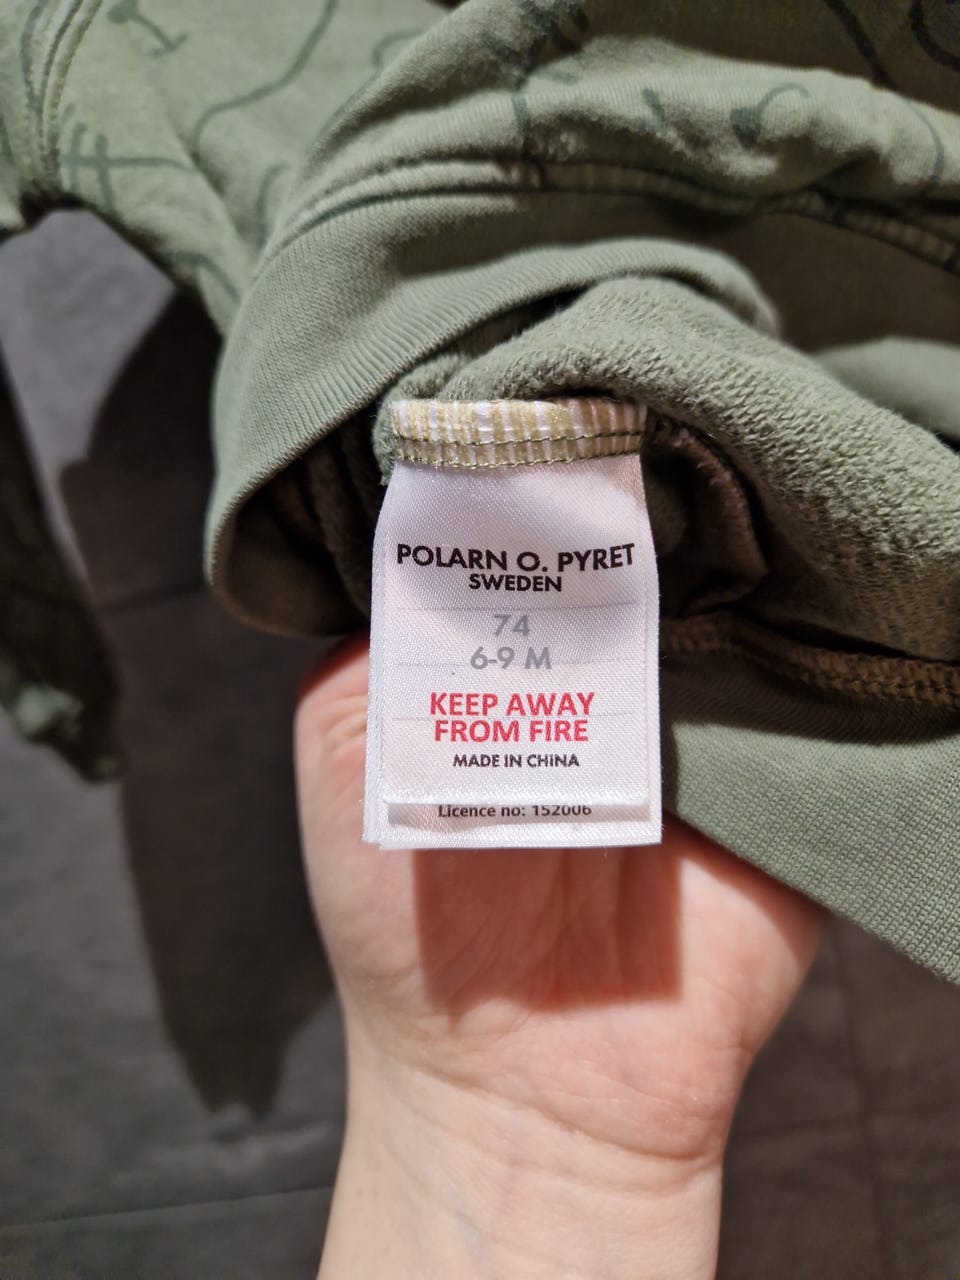 POLARN O. PYRET
SWEDEN
74
6-9 M
KEEP AWAY
FROM FIRE
MADE IN CHINA
Licence no: 152006